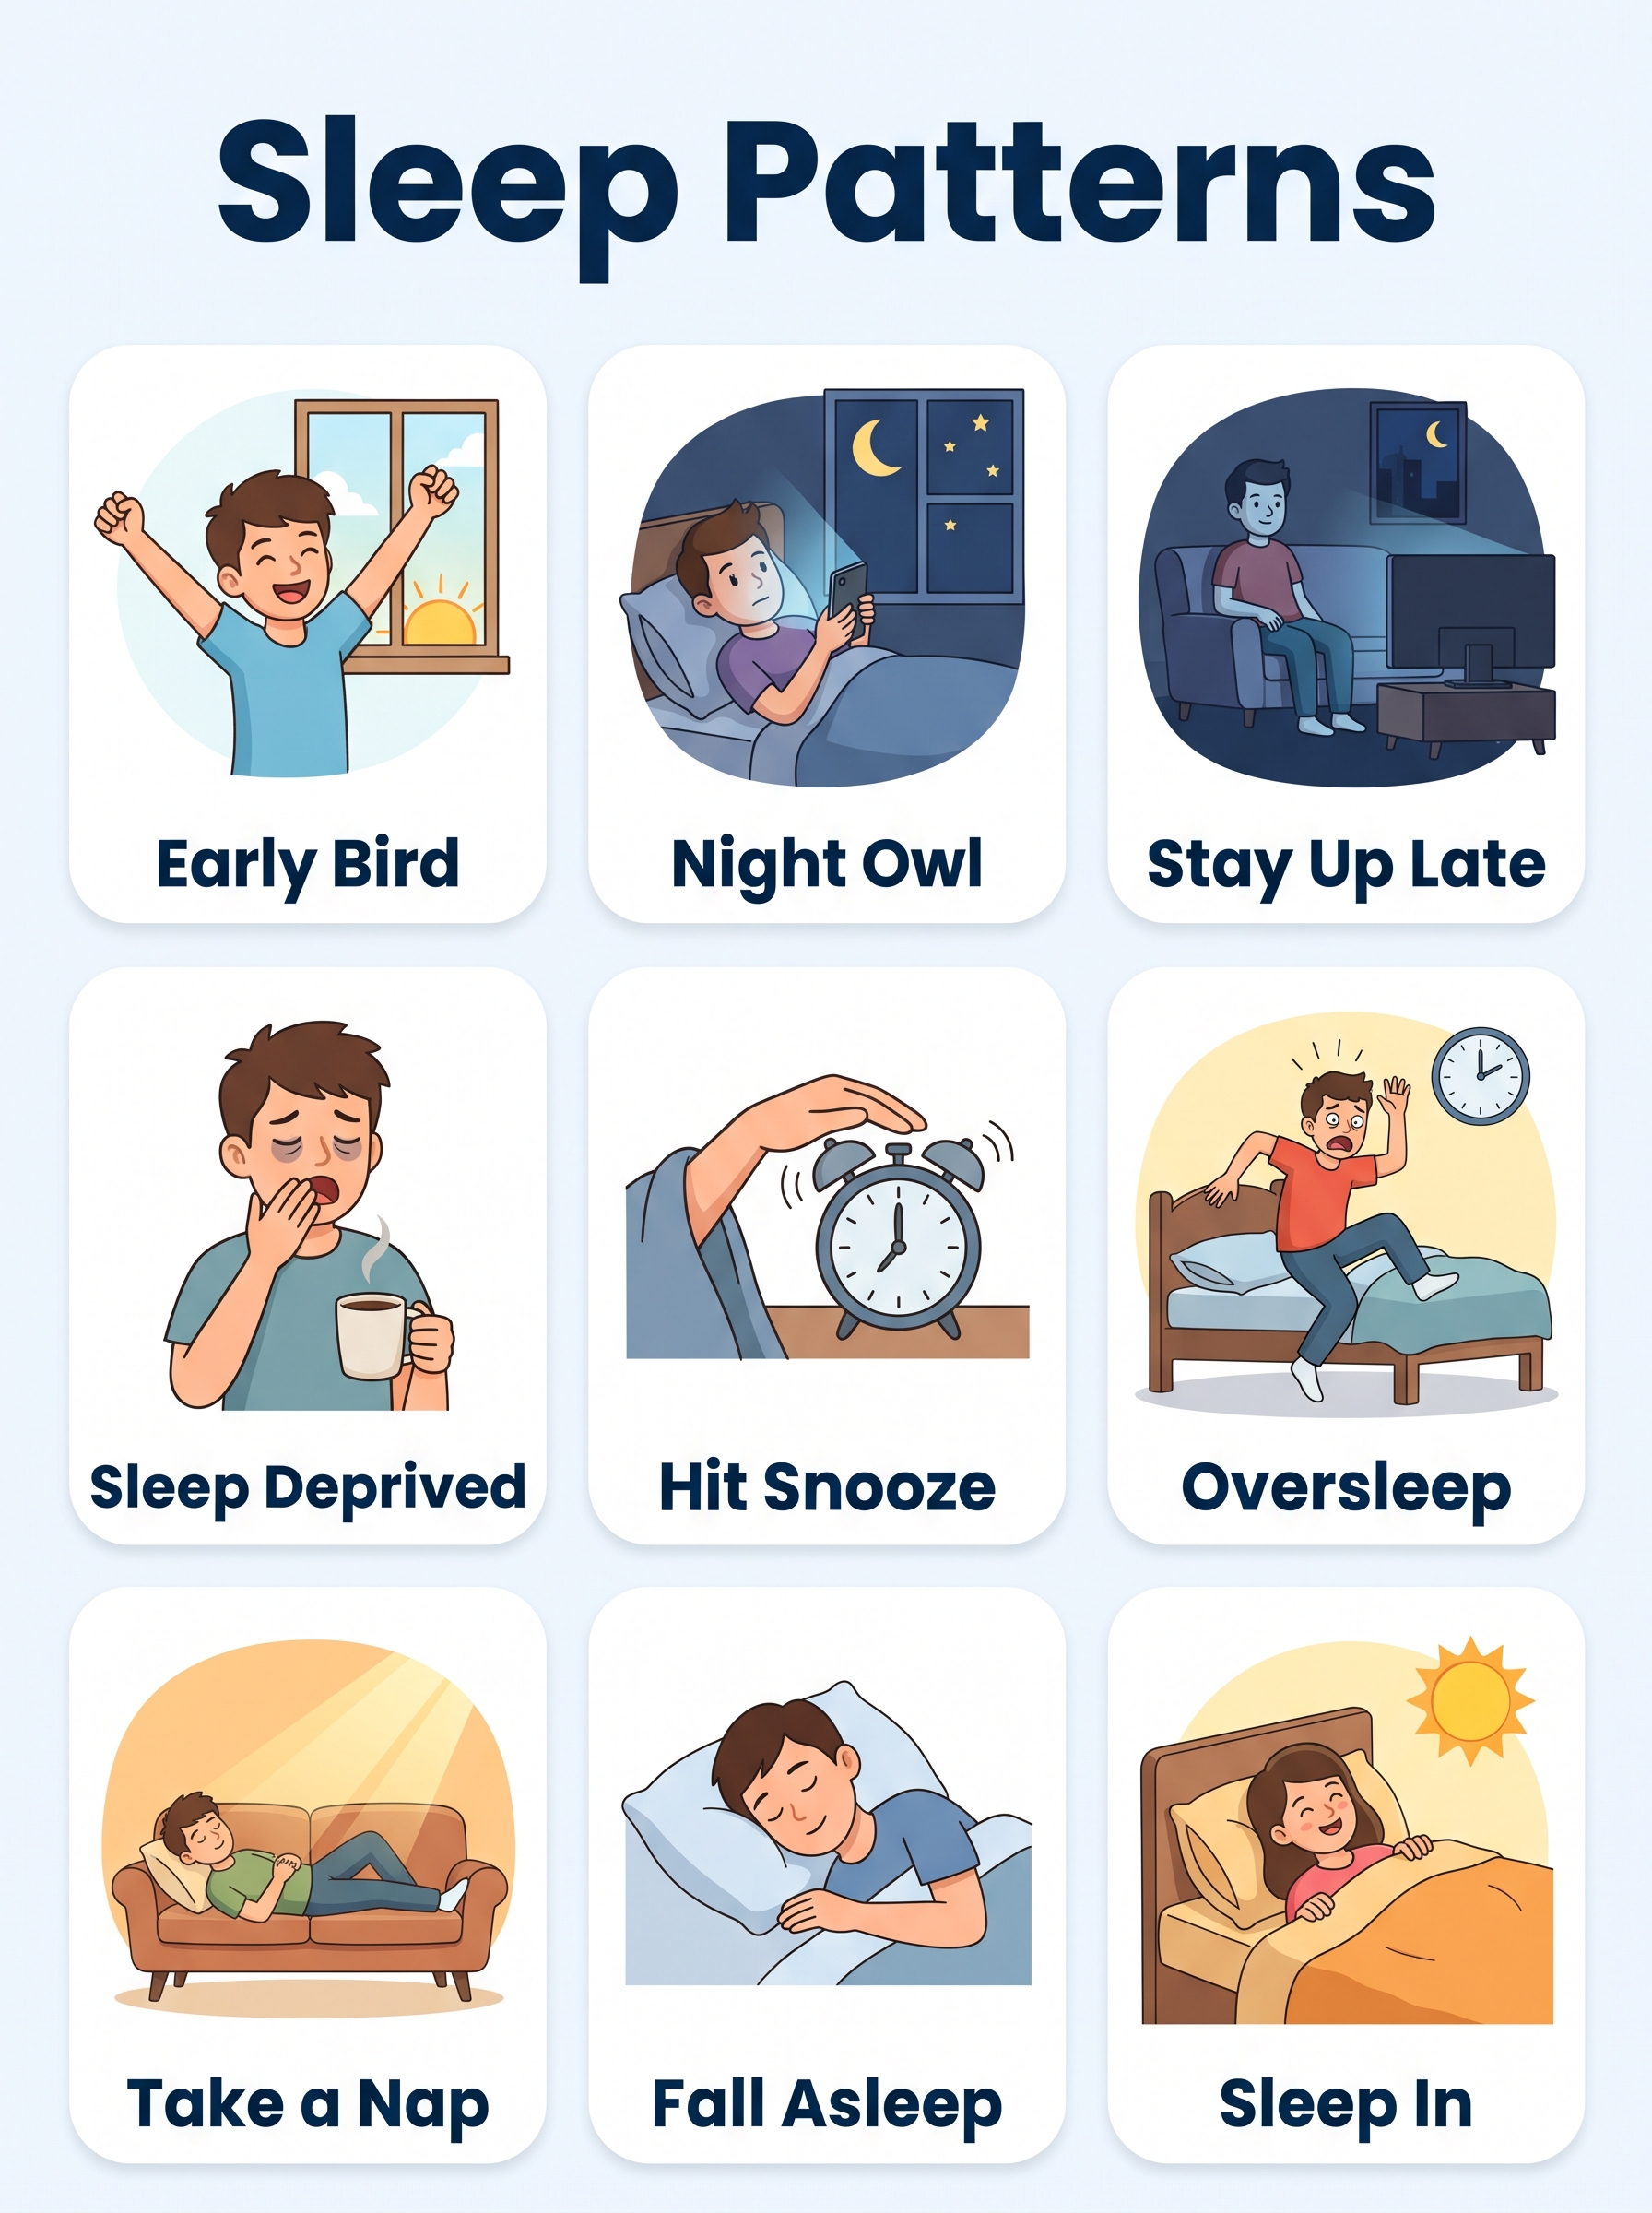 Sleep Patterns
Early Bird
Night Owl
Stay Up Late
Sleep Deprived
Hit Snooze
Oversleep
Take a Nap
Fall Asleep
Sleep In